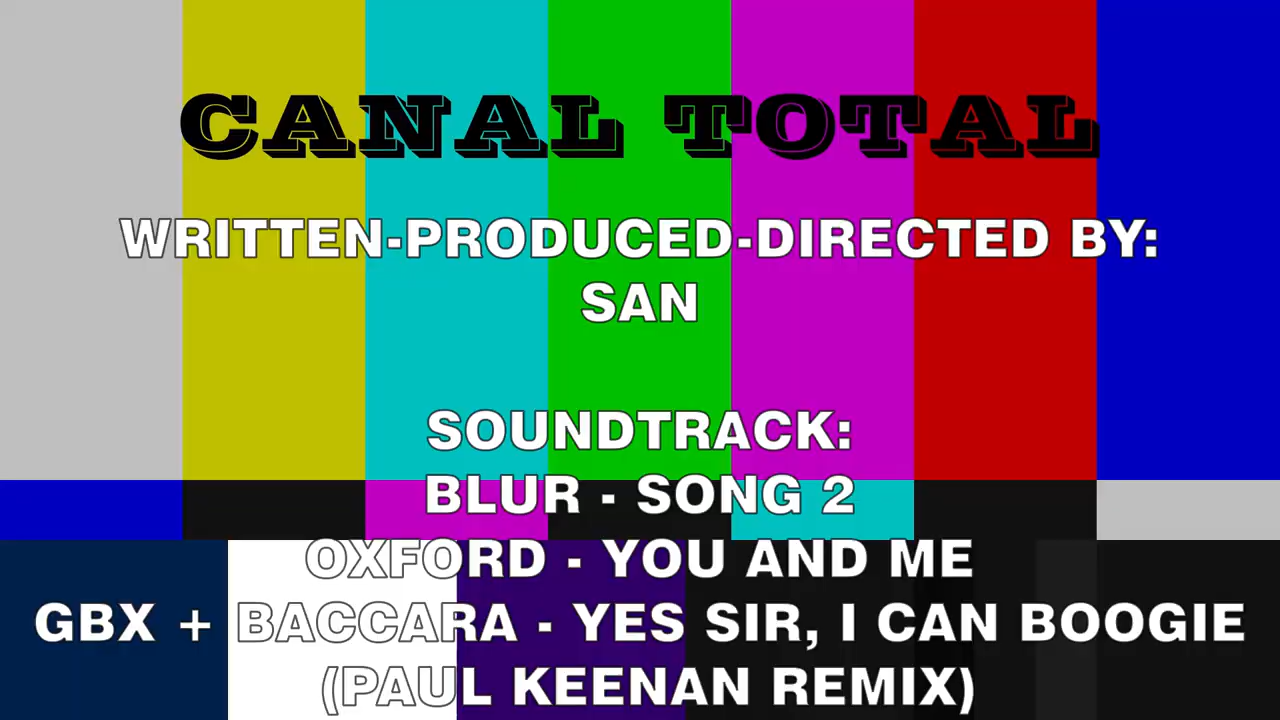 CANAL TOTAL
WRITTEN-PRODUCED-DIRECTED BY:
SAN
SOUNDTRACK:
BLUR - SONG 2
OXFORD - YOU AND ME
GBX + BACCARA - YES SIR, I CAN BOOGIE
(PAUL KEENAN REMIX)